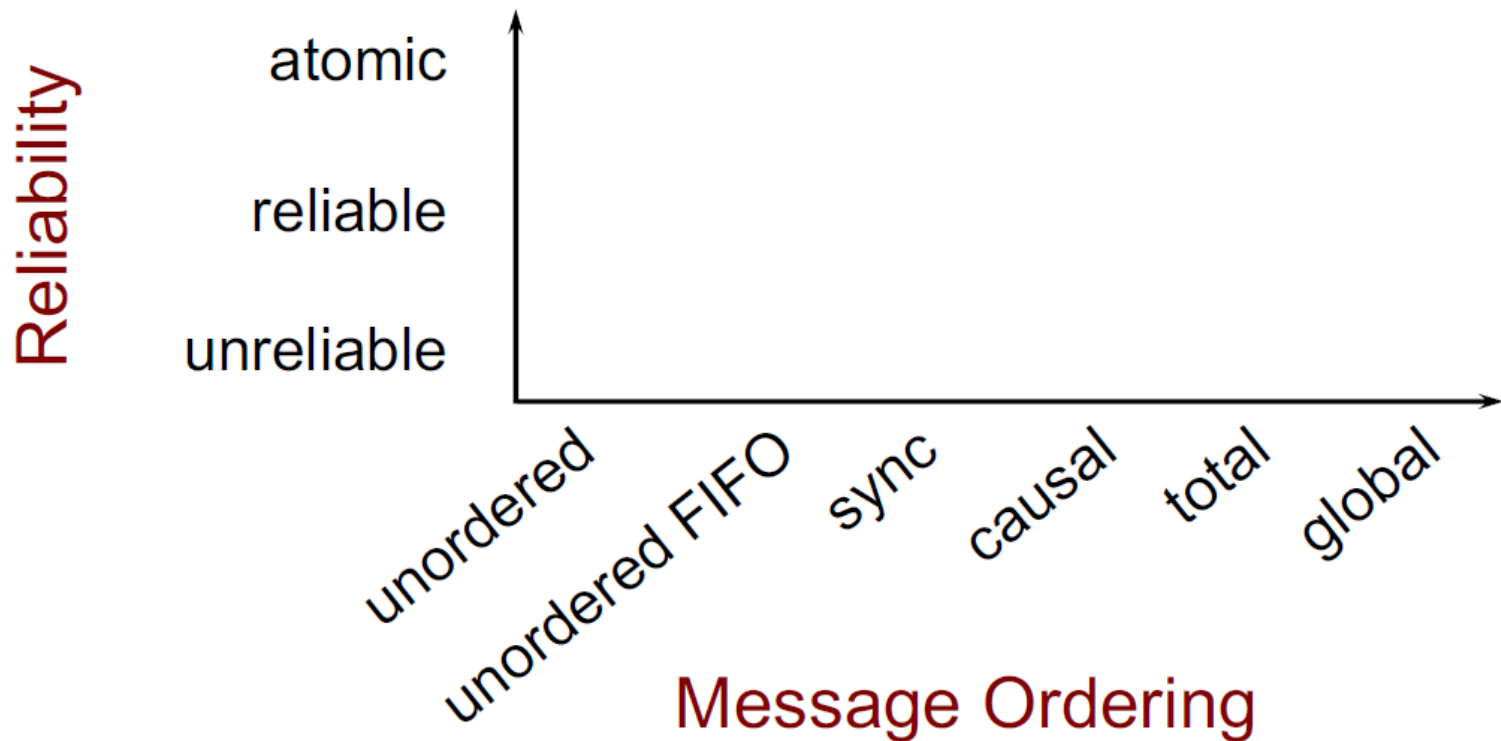 Reliability
atomic
reliable
unreliable
unordered
unordered FIFO
sync
causal
total
global
Message Ordering